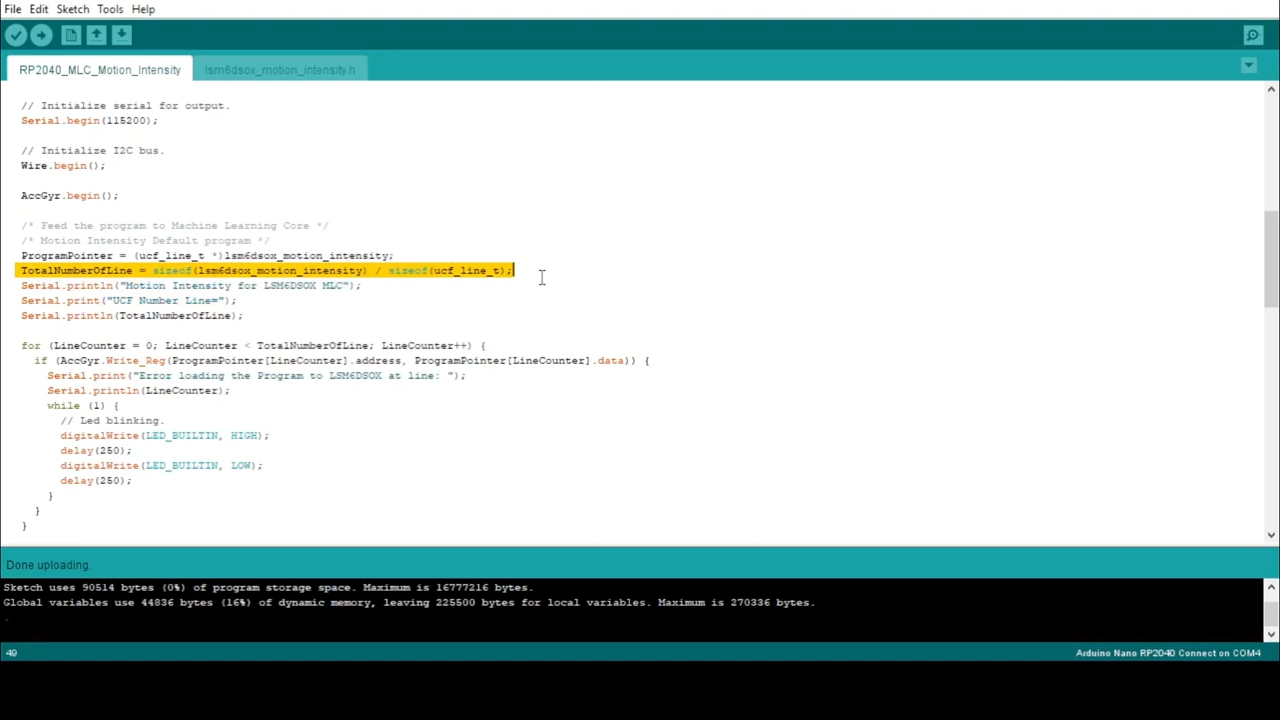 File Edit Sketch Tools Help
RP2040_MLC_Motion_Intensity lsm6dsox_motion_intensity.h
// Initialize serial for output.
Serial.begin(115200);
// Initialize I2C bus.
Wire.begin();
AccGyr.begin();
/* Feed the program to Machine Learning Core */
/* Motion Intensity Default program */
ProgramPointer = (ucf_line_t *)lsm6dsox_motion_intensity;
TotalNumberOfLine = sizeof(lsm6dsox_motion_intensity) / sizeof(ucf_line_t);
Serial.println("Motion Intensity for LSM6DSOX MLC");
Serial.print("UCF Number Line=");
Serial.println(TotalNumberOfLine);
for (LineCounter = 0; LineCounter < TotalNumberOfLine; LineCounter++) {
if (AccGyr.Write_Reg(ProgramPointer[LineCounter].address, ProgramPointer[LineCounter].data)) {
Serial.print("Error loading the Program to LSM6DSOX at line: ");
Serial.println(LineCounter);
while (1) {
// Led blinking.
digitalWrite(LED_BUILTIN, HIGH);
delay(250);
digitalWrite(LED_BUILTIN, LOW);
delay(250);
}
}
}
Done uploading.
Sketch uses 90514 bytes (0%) of program storage space. Maximum is 16777216 bytes.
Global variables use 44836 bytes (16%) of dynamic memory, leaving 225500 bytes for local variables. Maximum is 270336 bytes.
.
49 Arduino Nano RP2040 Connect on COM4